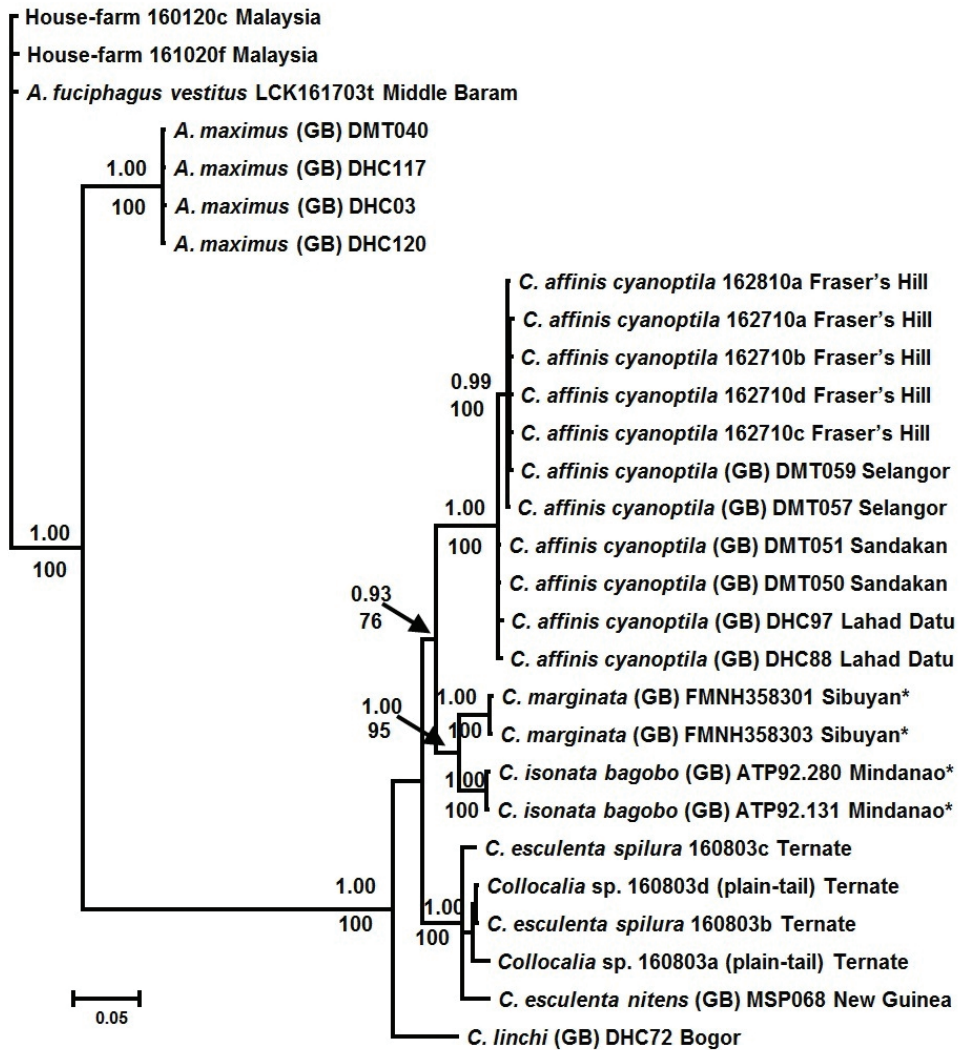 House-farm 160120c Malaysia
House-farm 161020f Malaysia
A. fuciphagus vestitus LCK161703t Middle Baram
A. maximus (GB) DMT040
1.00
A. maximus (GB) DHC117
100
A. maximus (GB) DHC03
A. maximus (GB) DHC120
C. affinis cyanoptila 162810a Fraser's Hill
C. affinis cyanoptila 162710a Fraser's Hill
C. affinis cyanoptila 162710b Fraser's Hill
0.99
C. affinis cyanoptila 162710d Fraser's Hill
100
C. affinis cyanoptila 162710c Fraser's Hill
C. affinis cyanoptila (GB) DMT059 Selangor
C. affinis cyanoptila (GB) DMT057 Selangor
1.00
100
C. affinis cyanoptila (GB) DMT051 Sandakan
1.00
100
C. affinis cyanoptila (GB) DMT050 Sandakan
0.93
76
C. affinis cyanoptila (GB) DHC97 Lahad Datu
C. affinis cyanoptila (GB) DHC88 Lahad Datu
1.00
C. marginata (GB) FMNH358301 Sibuyan*
1.00
95
100
C. marginata (GB) FMNH358303 Sibuyan*
C. isonata bagobo (GB) ATP92.280 Mindanao*
1.00
100
C. isonata bagobo (GB) ATP92.131 Mindanao*
C. esculenta spilura 160803c Ternate
1.00
100
Collocalia sp. 160803d (plain-tail) Ternate
1.00
100
C. esculenta spilura 160803b Ternate
Collocalia sp. 160803a (plain-tail) Ternate
C. esculenta nitens (GB) MSP068 New Guinea
0.05
C. linchi (GB) DHC72 Bogor